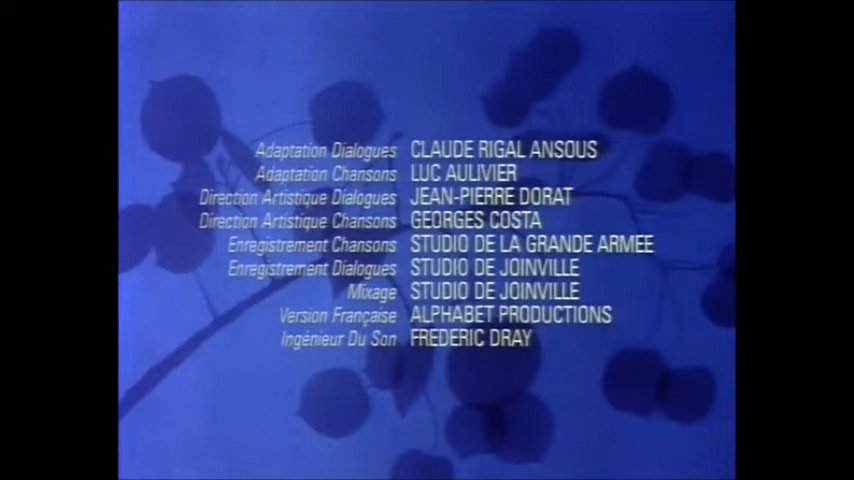 Adaptation Dialogues CLAUDE RIGAL ANSOUS
Adaptation Chansons LUC AULIVIER
Direction Artistique Dialogues JEAN-PIERRE DORAT
Direction Artistique Chansons GEORGES COSTA
Enregistrement Chansons STUDIO DE LA GRANDE ARMEE
Enregistrement Dialogues STUDIO DE JOINVILLE
Mixage STUDIO DE JOINVILLE
Version Française ALPHABET PRODUCTIONS
Ingénieur Du Son FREDERIC DRAY